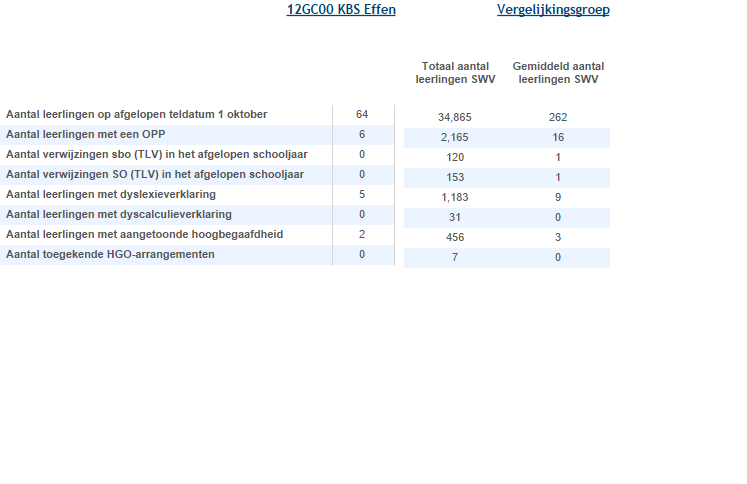 12GC00 KBS Effen Vergelijkingsgroep
Totaal aantal Gemiddeld aantal
leerlingen SWV leerlingen SWV
Aantal leerlingen op afgelopen teldatum 1 oktober 64 34,865 262
Aantal leerlingen met een OPP 6 2,165 16
Aantal verwijzingen sbo (TLV) in het afgelopen schooljaar 0 120 1
Aantal verwijzingen SO (TLV) in het afgelopen schooljaar 0 153 1
Aantal leerlingen met dyslexieverklaring 5 1,183 9
Aantal leerlingen met dyscalculieverklaring 0 31 0
Aantal leerlingen met aangetoonde hoogbegaafdheid 2 456 3
Aantal toegekende HGO-arrangementen 0 7 0